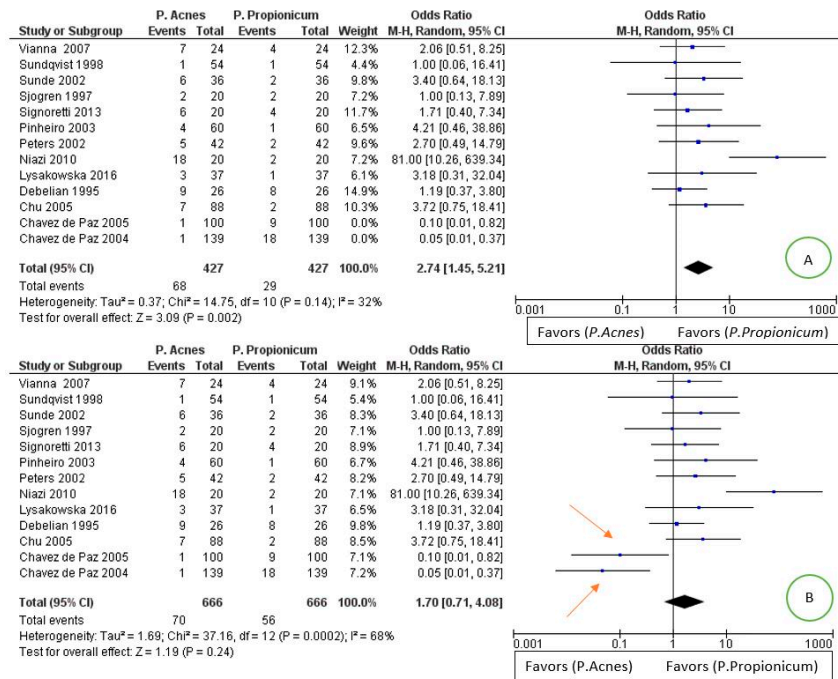 P. Acnes P. Propionicum Odds Ratio Odds Ratio
Study or Subgroup Events Total Events Total Weight M-H, Random, 95% CI M-H, Random, 95% CI
Vianna 2007 7 24 4 24 12.3% 2.06 [0.51, 8.25]
Sundqvist 1998 1 54 1 54 4.4% 1.00 [0.06, 16.41]
Sunde 2002 6 36 2 36 9.8% 3.40 [0.64, 18.13]
Sjogren 1997 2 20 2 20 7.1% 1.00 [0.13, 7.89]
Signoretti 2013 6 20 4 20 11.7% 1.71 [0.40, 7.34]
Pinheiro 2003 4 60 1 60 6.4% 4.21 [0.46, 38.86]
Peters 2002 5 42 2 42 9.4% 2.70 [0.49, 14.79]
Niazi 2010 18 20 2 20 7.2% 81.00 [10.26, 639.34]
Lysakowska 2016 3 37 1 37 6.1% 3.18 [0.31, 32.04]
Debelian 1995 9 26 8 26 14.9% 1.19 [0.37, 3.80]
Chu 2005 7 88 2 88 10.3% 3.72 [0.75, 18.41]
Chavez de Paz 2005 1 100 9 100 0.0% 0.10 [0.01, 0.82]
Chavez de Paz 2004 1 139 18 139 0.0% 0.05 [0.01, 0.37]
Total (95% CI) 427 427 100.0% 2.74 [1.45, 5.21] A
Total events 68 29
Heterogeneity: Tau² = 0.37; Chi² = 14.75, df = 10 (P = 0.14); I² = 32%
Test for overall effect: Z = 3.09 (P = 0.002)
0.001 0.1 1 10 1000
Favors (P.Acnes) Favors (P.Propionicum)
P. Acnes P. Propionicum Odds Ratio Odds Ratio
Study or Subgroup Events Total Events Total Weight M-H, Random, 95% CI M-H, Random, 95% CI
Vianna 2007 7 24 4 24 9.1% 2.06 [0.51, 8.25]
Sundqvist 1998 1 54 1 54 5.4% 1.00 [0.06, 16.41]
Sunde 2002 6 36 2 36 8.3% 3.40 [0.64, 18.13]
Sjogren 1997 2 20 2 20 7.1% 1.00 [0.13, 7.89]
Signoretti 2013 6 20 4 20 8.9% 1.71 [0.40, 7.34]
Pinheiro 2003 4 60 1 60 6.7% 4.21 [0.46, 38.86]
Peters 2002 5 42 2 42 8.2% 2.70 [0.49, 14.79]
Niazi 2010 18 20 2 20 7.1% 81.00 [10.26, 639.34]
Lysakowska 2016 3 37 1 37 6.5% 3.18 [0.31, 32.04]
Debelian 1995 9 26 8 26 9.8% 1.19 [0.37, 3.80]
Chu 2005 7 88 2 88 8.5% 3.72 [0.75, 18.41]
Chavez de Paz 2005 1 100 9 100 7.1% 0.10 [0.01, 0.82]
Chavez de Paz 2004 1 139 18 139 7.2% 0.05 [0.01, 0.37]
Total (95% CI) 666 666 100.0% 1.70 [0.71, 4.08] B
Total events 70 56
Heterogeneity: Tau² = 1.69; Chi² = 37.16, df = 12 (P = 0.0002); I² = 68%
Test for overall effect: Z = 1.19 (P = 0.24)
0.001 0.1 1 10 1000
Favors (P.Acnes) Favors (P.Propionicum)